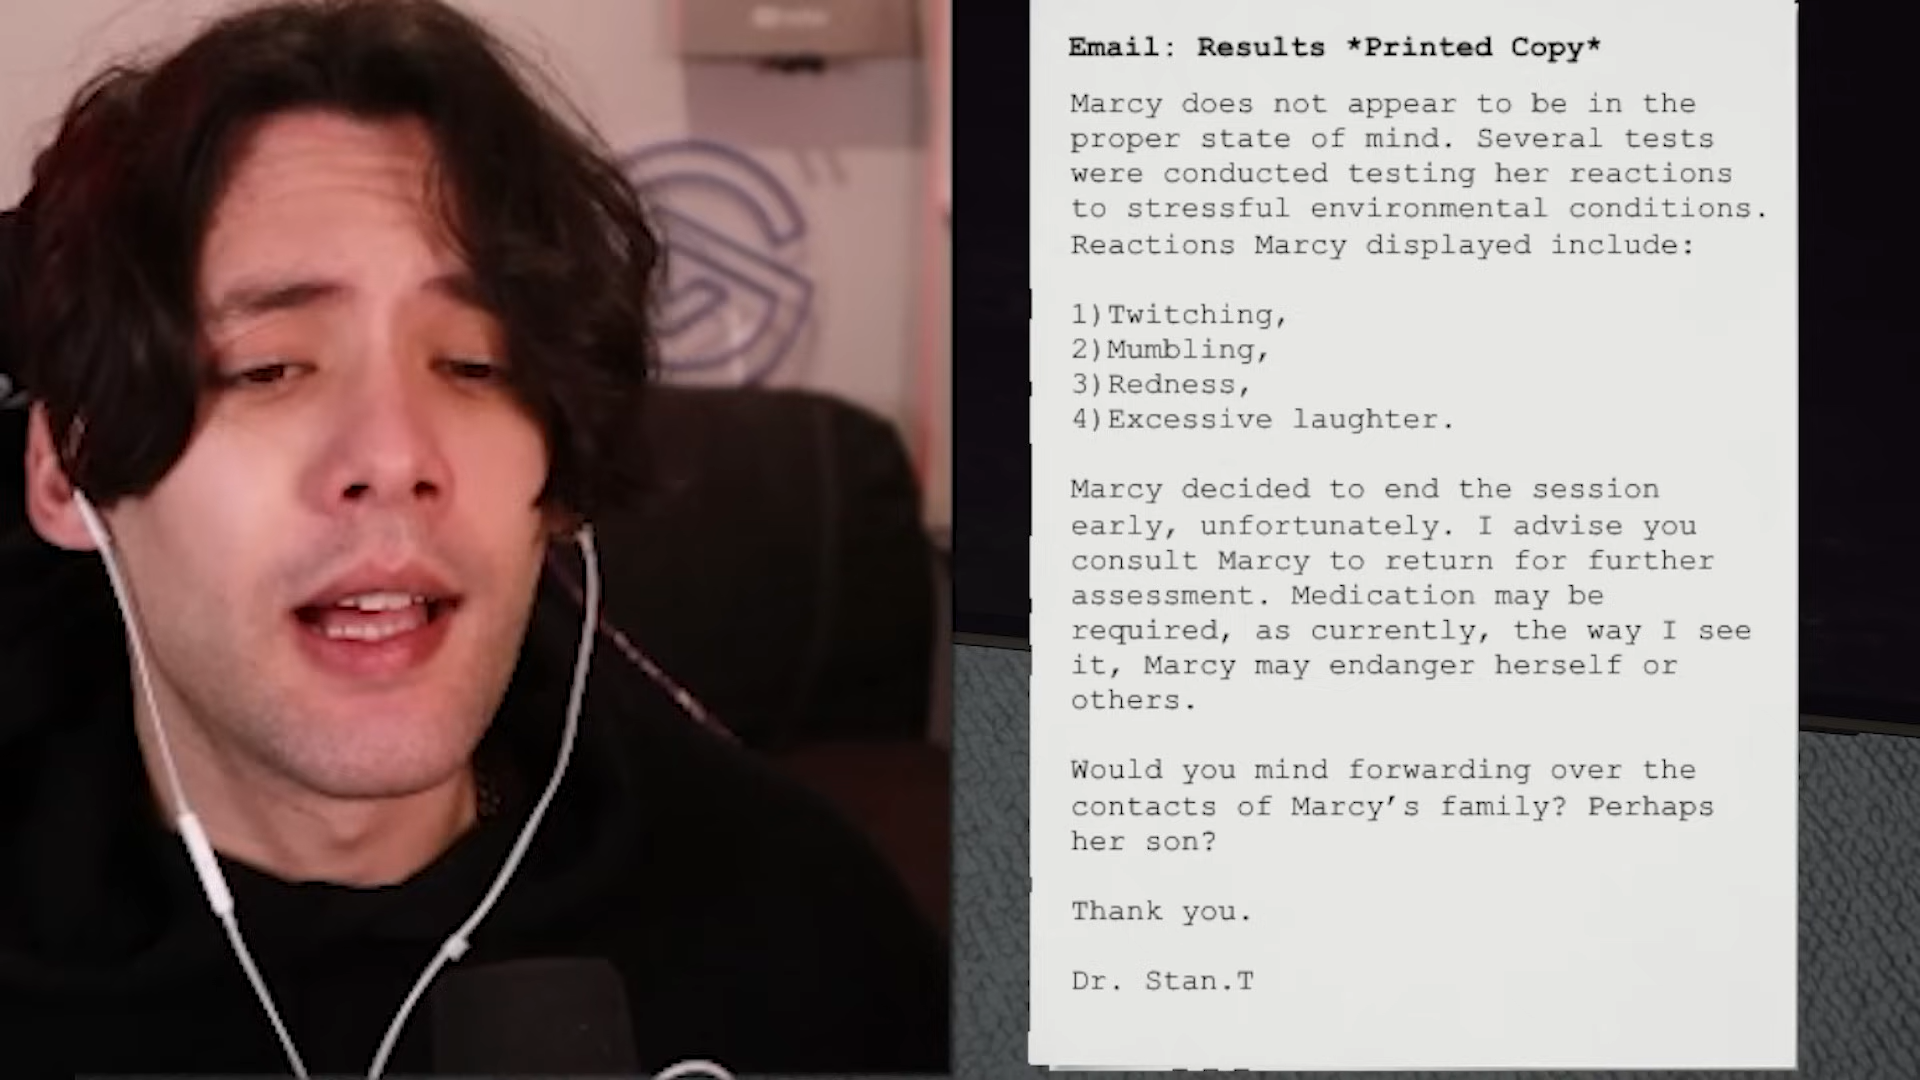 Email: Results *Printed Copy*
Marcy does not appear to be in the
proper state of mind. Several tests
were conducted testing her reactions
to stressful environmental conditions.
Reactions Marcy displayed include:
1)Twitching,
2)Mumbling,
3)Redness,
4)Excessive laughter.
Marcy decided to end the session
early, unfortunately. I advise you
consult Marcy to return for further
assessment. Medication may be
required, as currently, the way I see
it, Marcy may endanger herself or
others.
Would you mind forwarding over the
contacts of Marcy’s family? Perhaps
her son?
Thank you.
Dr. Stan.T